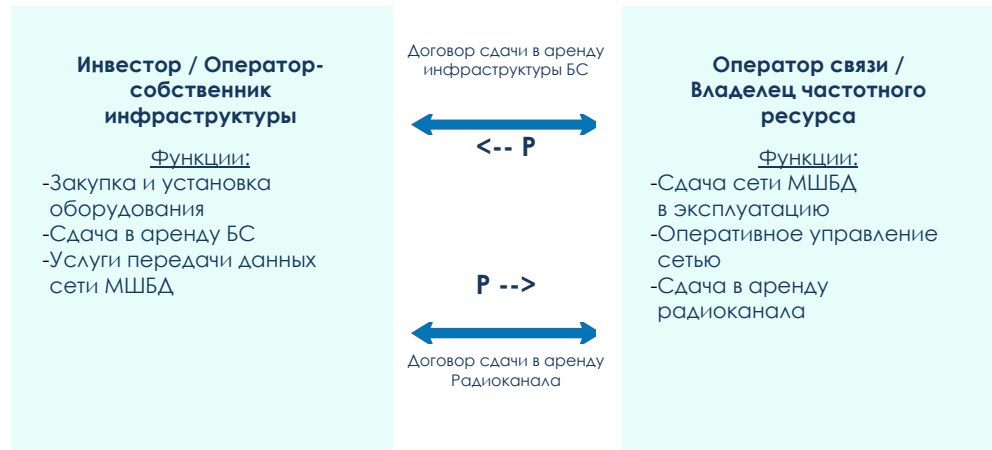 Инвестор / Оператор-
собственник
инфраструктуры
Функции:
-Закупка и установка
оборудования
-Сдача в аренду БС
-Услуги передачи данных
сети МШБД
Договор сдачи в аренду
инфраструктуры БС
<-- Р
Р -->
Договор сдачи в аренду
Радиоканала
Оператор связи /
Владелец частотного
ресурса
Функции:
-Сдача сети МШБД
в эксплуатацию
-Оперативное управление
сетью
-Сдача в аренду
радиоканала